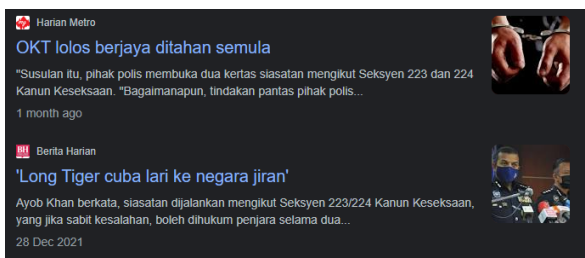 Harian Metro
OKT lolos berjaya ditahan semula
"Susulan itu, pihak polis membuka dua kertas siasatan mengikut Seksyen 223 dan 224
Kanun Keseksaan. "Bagaimanapun, tindakan pantas pihak polis...
1 month ago
BH
Berita Harian
'Long Tiger cuba lari ke negara jiran'
Ayob Khan berkata, siasatan dijalankan mengikut Seksyen 223/224 Kanun Keseksaan,
yang jika sabit kesalahan, boleh dihukum penjara selama dua...
28 Dec 2021